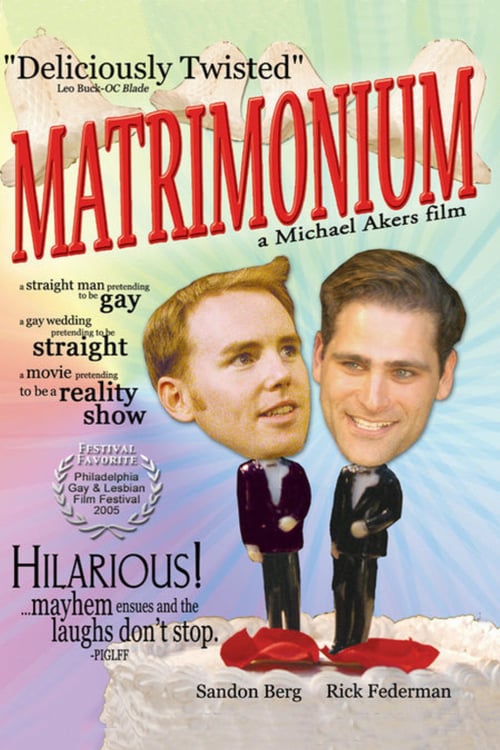 "Deliciously Twisted"
Leo Buck-OC Blade
MATRIMONIUM
a Michael Akers film
a straight man pretending
to be gay
a gay wedding
pretending to be
straight
a movie pretending
to be a reality
show
FESTIVAL
FAVORITE
Philadelphia
Gay & Lesbian
Film Festival
2005
HILARIOUS!
...mayhem ensues and the
laughs don't stop.
-PIGLFF
Sandon Berg Rick Federman